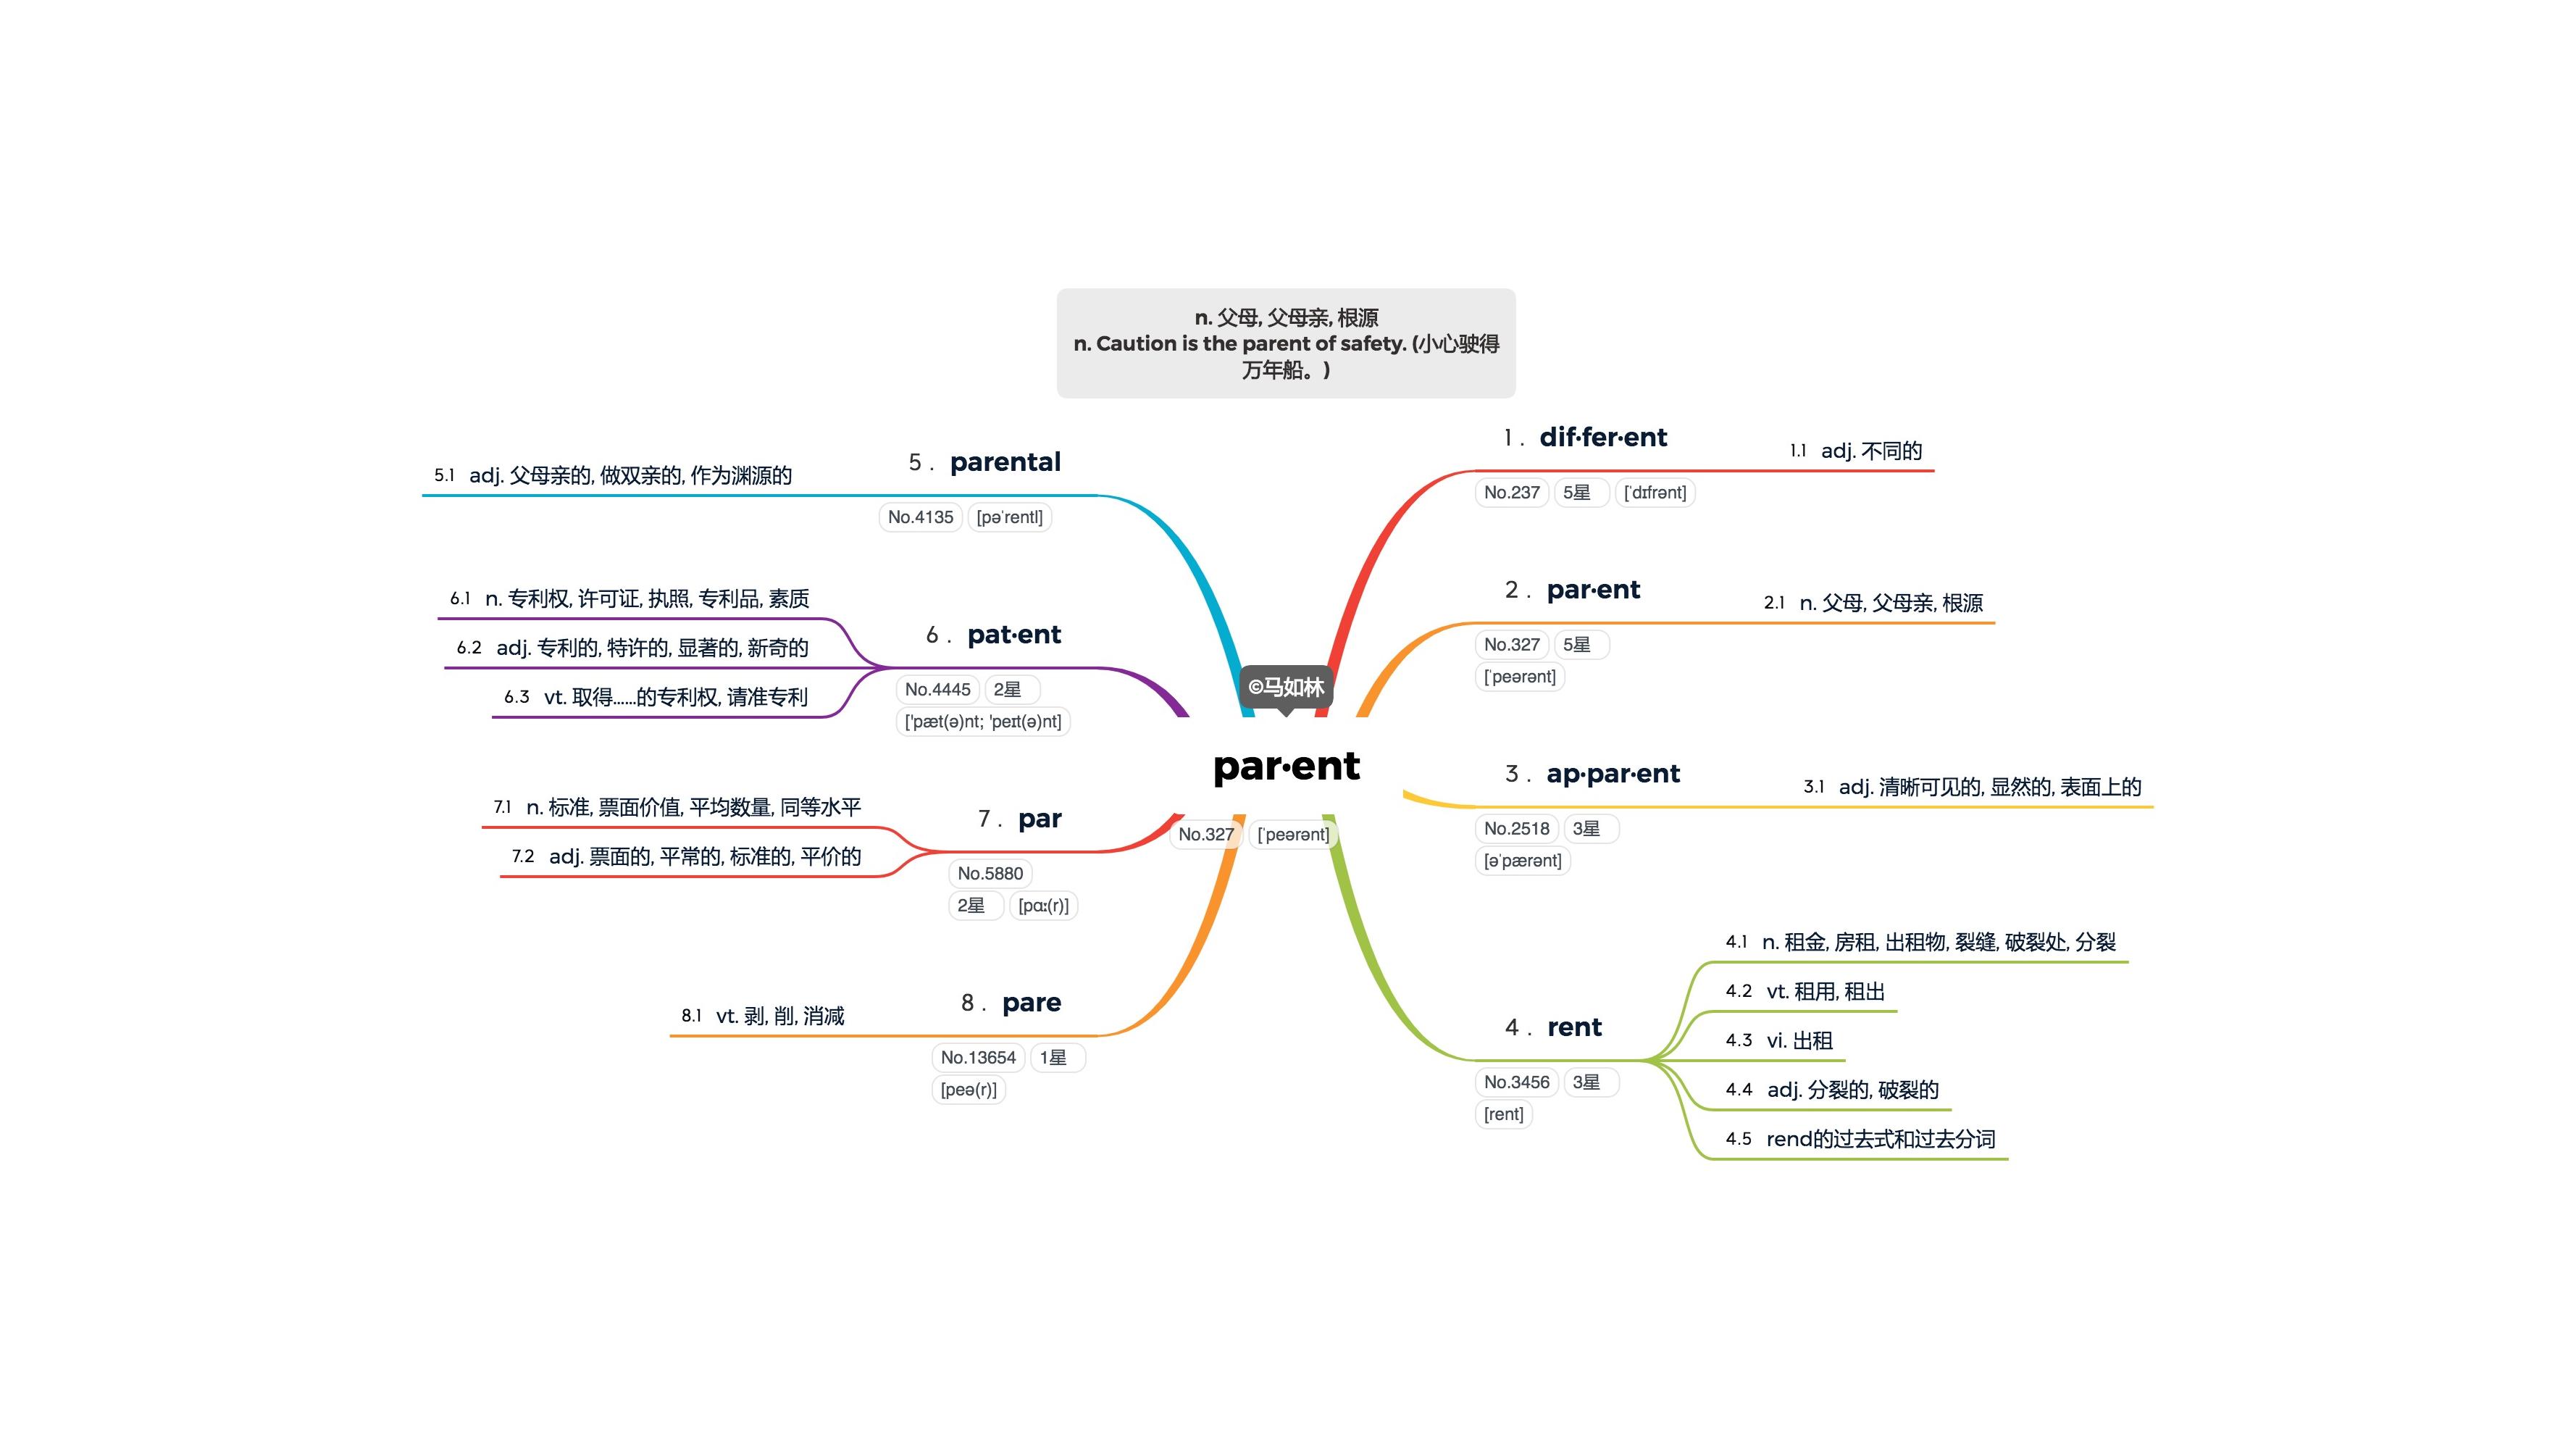 n. 父母, 父母亲, 根源
n. Caution is the parent of safety. (小心驶得
万年船。)
©马如林
par·ent
No.327 [ˈpeərənt]
1 . dif·fer·ent
1.1 adj. 不同的
No.237 5星 [ˈdɪfrənt]
2 . par·ent
2.1 n. 父母, 父母亲, 根源
No.327 5星
[ˈpeərənt]
3 . ap·par·ent
3.1 adj. 清晰可见的, 显然的, 表面上的
No.2518 3星
[əˈpærənt]
4 . rent
No.3456 3星
[rent]
4.1 n. 租金, 房租, 出租物, 裂缝, 破裂处, 分裂
4.2 vt. 租用, 租出
4.3 vi. 出租
4.4 adj. 分裂的, 破裂的
4.5 rend的过去式和过去分词
5 . parental
5.1 adj. 父母亲的, 做双亲的, 作为渊源的
No.4135 [pəˈrentl]
6 . pat·ent
No.4445 2星
['pæt(ə)nt; 'peɪt(ə)nt]
6.1 n. 专利权, 许可证, 执照, 专利品, 素质
6.2 adj. 专利的, 特许的, 显著的, 新奇的
6.3 vt. 取得……的专利权, 请准专利
7 . par
No.5880
2星 [pɑː(r)]
7.1 n. 标准, 票面价值, 平均数量, 同等水平
7.2 adj. 票面的, 平常的, 标准的, 平价的
8 . pare
8.1 vt. 剥, 削, 消减
No.13654 1星
[peə(r)]